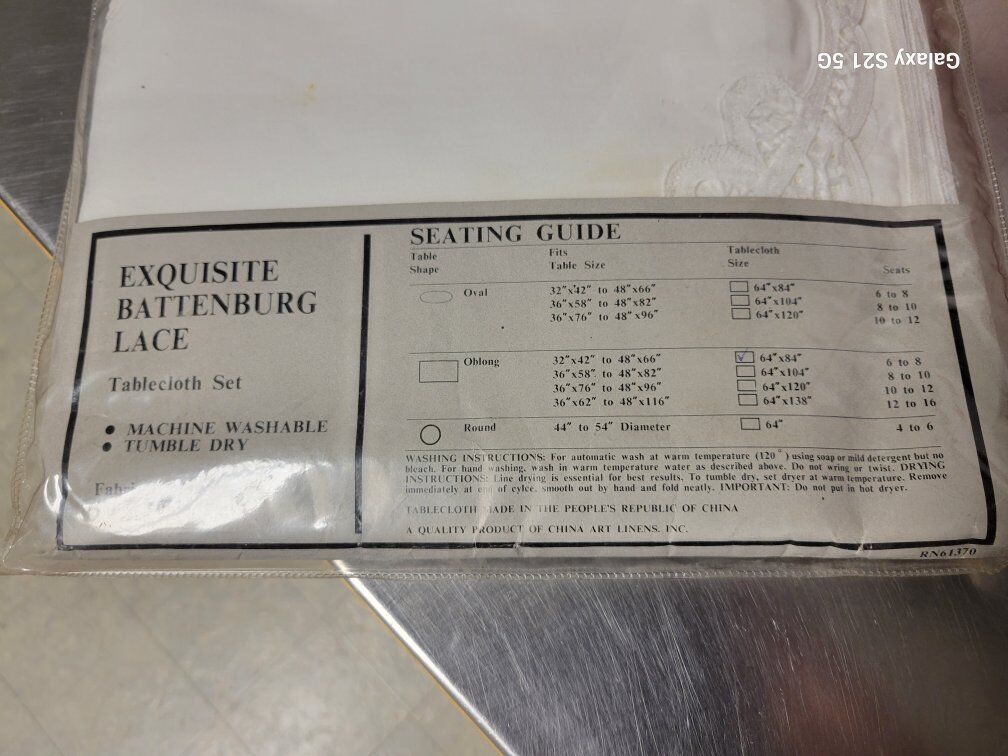 Galaxy S21 5G
EXQUISITE
BATTENBURG
LACE
Tablecloth Set
• MACHINE WASHABLE
• TUMBLE DRY
SEATING GUIDE
Table Shape Fits Table Size Tablecloth Size Seats
Oval 32"x42" to 48"x66" 64"x84" 6 to 8
36"x58" to 48"x82" 64"x104" 8 to 10
36"x76" to 48"x96" 64"x120" 10 to 12
Oblong 32"x42" to 48"x66" ✓ 64"x84" 6 to 8
36"x58" to 48"x82" 64"x104" 8 to 10
36"x76" to 48"x96" 64"x120" 10 to 12
36"x62" to 48"x116" 64"x138" 12 to 16
Round 44" to 54" Diameter 64" 4 to 6
WASHING INSTRUCTIONS: For automatic wash at warm temperature (120°) using soap or mild detergent but no
bleach. For hand washing, wash in warm temperature water as described above. Do not wring or twist. DRYING
INSTRUCTIONS: Line drying is essential for best results. To tumble dry, set dryer at warm temperature. Remove
immediately at end of cylce, smooth out by hand and fold neatly. IMPORTANT: Do not put in hot dryer.
TABLECLOTH MADE IN THE PEOPLE'S REPUBLIC OF CHINA
A QUALITY PRODUCT OF CHINA ART LINENS, INC.
RN61370